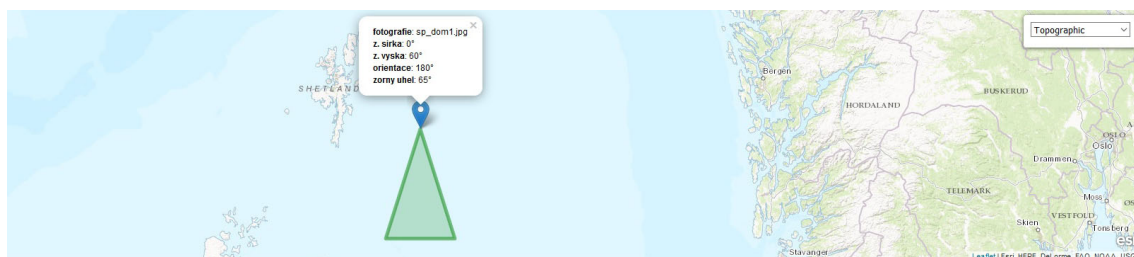 fotografie: sp_dom1.jpg
z. sirka: 0°
z. vyska: 60°
orientace: 180°
zorny uhel: 65°
×
Topographic
SHETLAND
Bergen
HORDALAND
BUSKERUD
OSLO
Oslo
Drammen
TELEMARK
Moss
VESTFOLD
Skien
Tonsberg
Stavanger
es
Leaflet | Esri, HERE, DeLorme, FAO, NOAA, USG